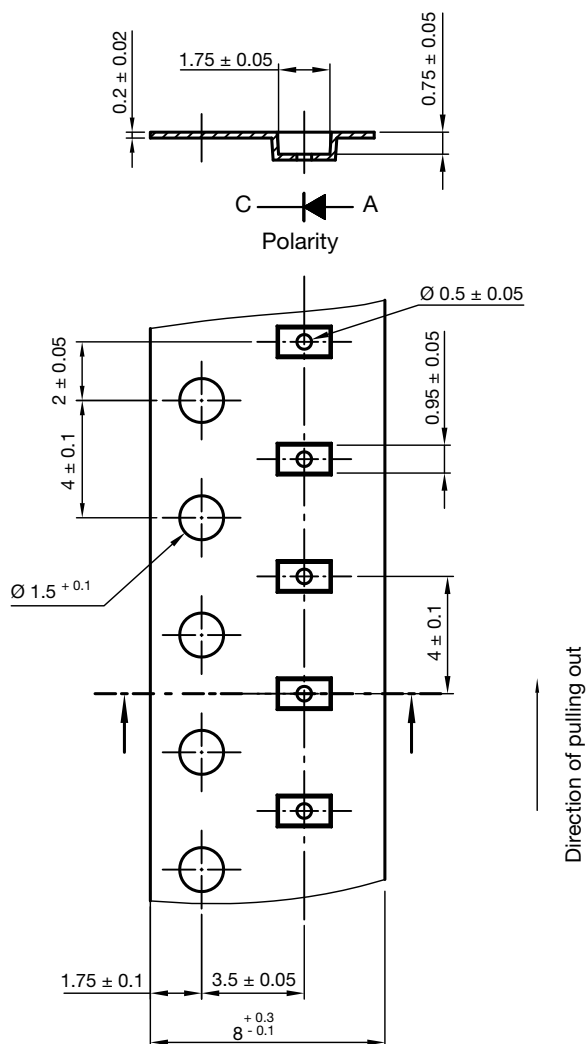 0.2 ± 0.02
1.75 ± 0.05
0.75 ± 0.05
C
A
Polarity
Ø 0.5 ± 0.05
2 ± 0.05
0.95 ± 0.05
4 ± 0.1
Ø 1.5 + 0.1
4 ± 0.1
Direction of pulling out
1.75 ± 0.1
3.5 ± 0.05
8 + 0.3 - 0.1